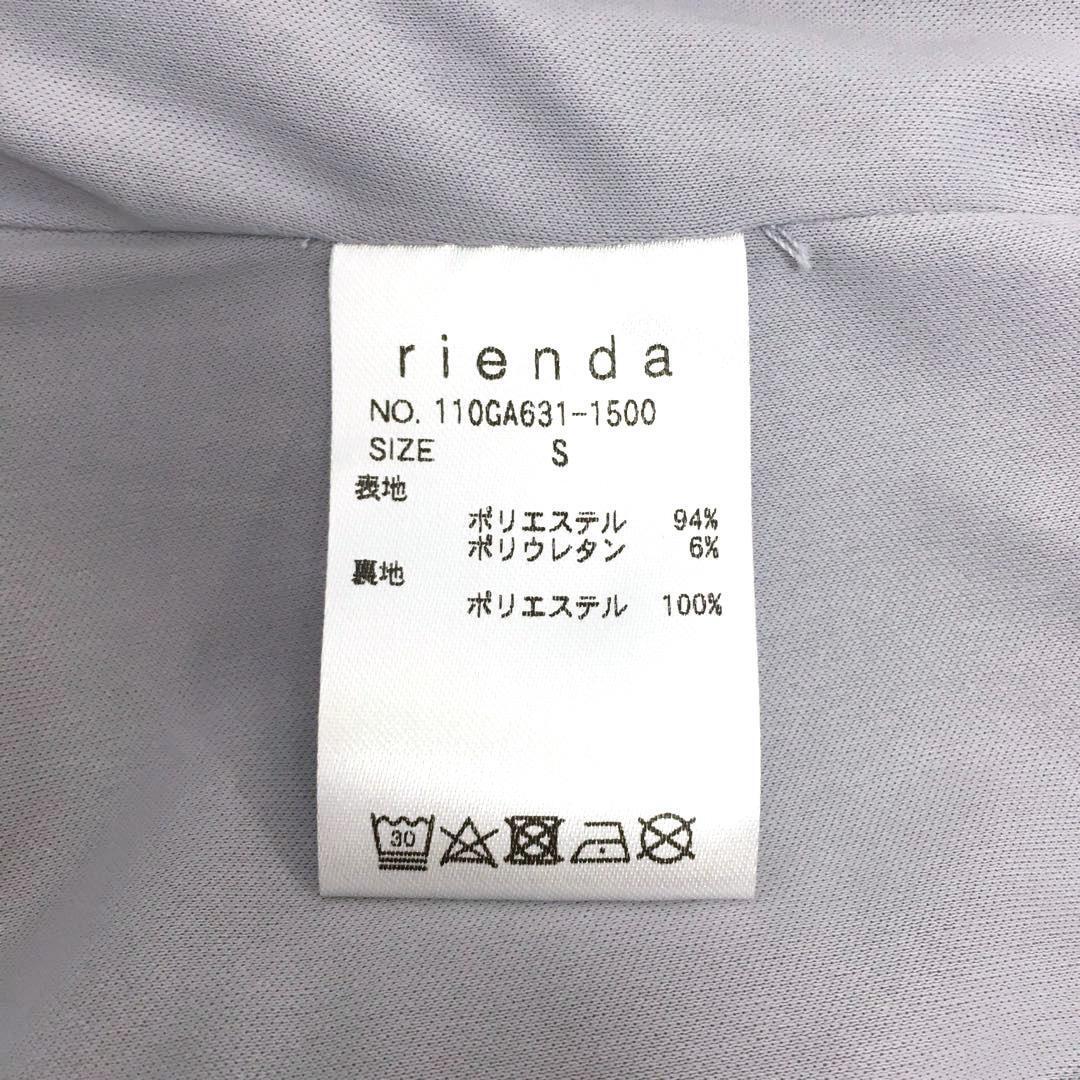 rienda
NO. 110GA631-1500
SIZE S
表地
ポリエステル 94%
ポリウレタン 6%
裏地
ポリエステル 100%
30